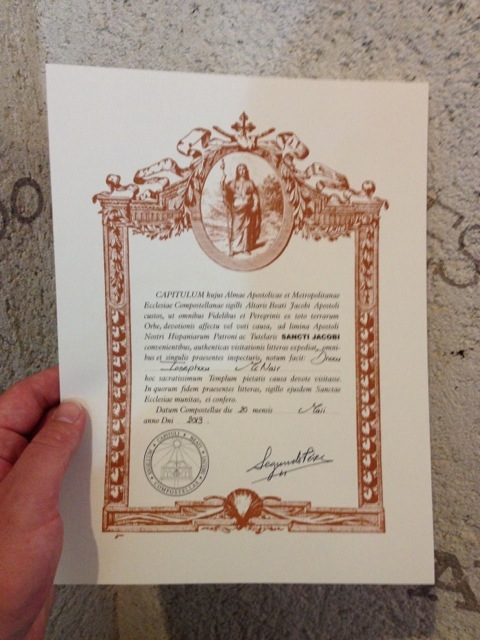 CAPITULUM hujus Almae Apostolicae et Metropolitanae
Ecclesiae Compostellanae sigilli Altaris Beati Jacobi Apostoli
custos, ut omnibus Fidelibus et Peregrinis ex toto terrarum
Orbe, devotionis affectu vel voti causa, ad limina Apostoli
Nostri Hispaniarum Patroni ac Tutelaris SANCTI JACOBI
convenientibus, authenticas visitationis litteras expediat, omni-
bus et singulis praesentes inspecturis, notum facit: Dnum
Mc Nair
hoc sacratissimum Templum pietatis causa devote visitasse.
In quorum fidem praesentes litteras, sigillo ejusdem Sanctae
Ecclesiae munitas, ei confero.
Datum Compostellae die 20 mensis Maii
anno Dni 2013